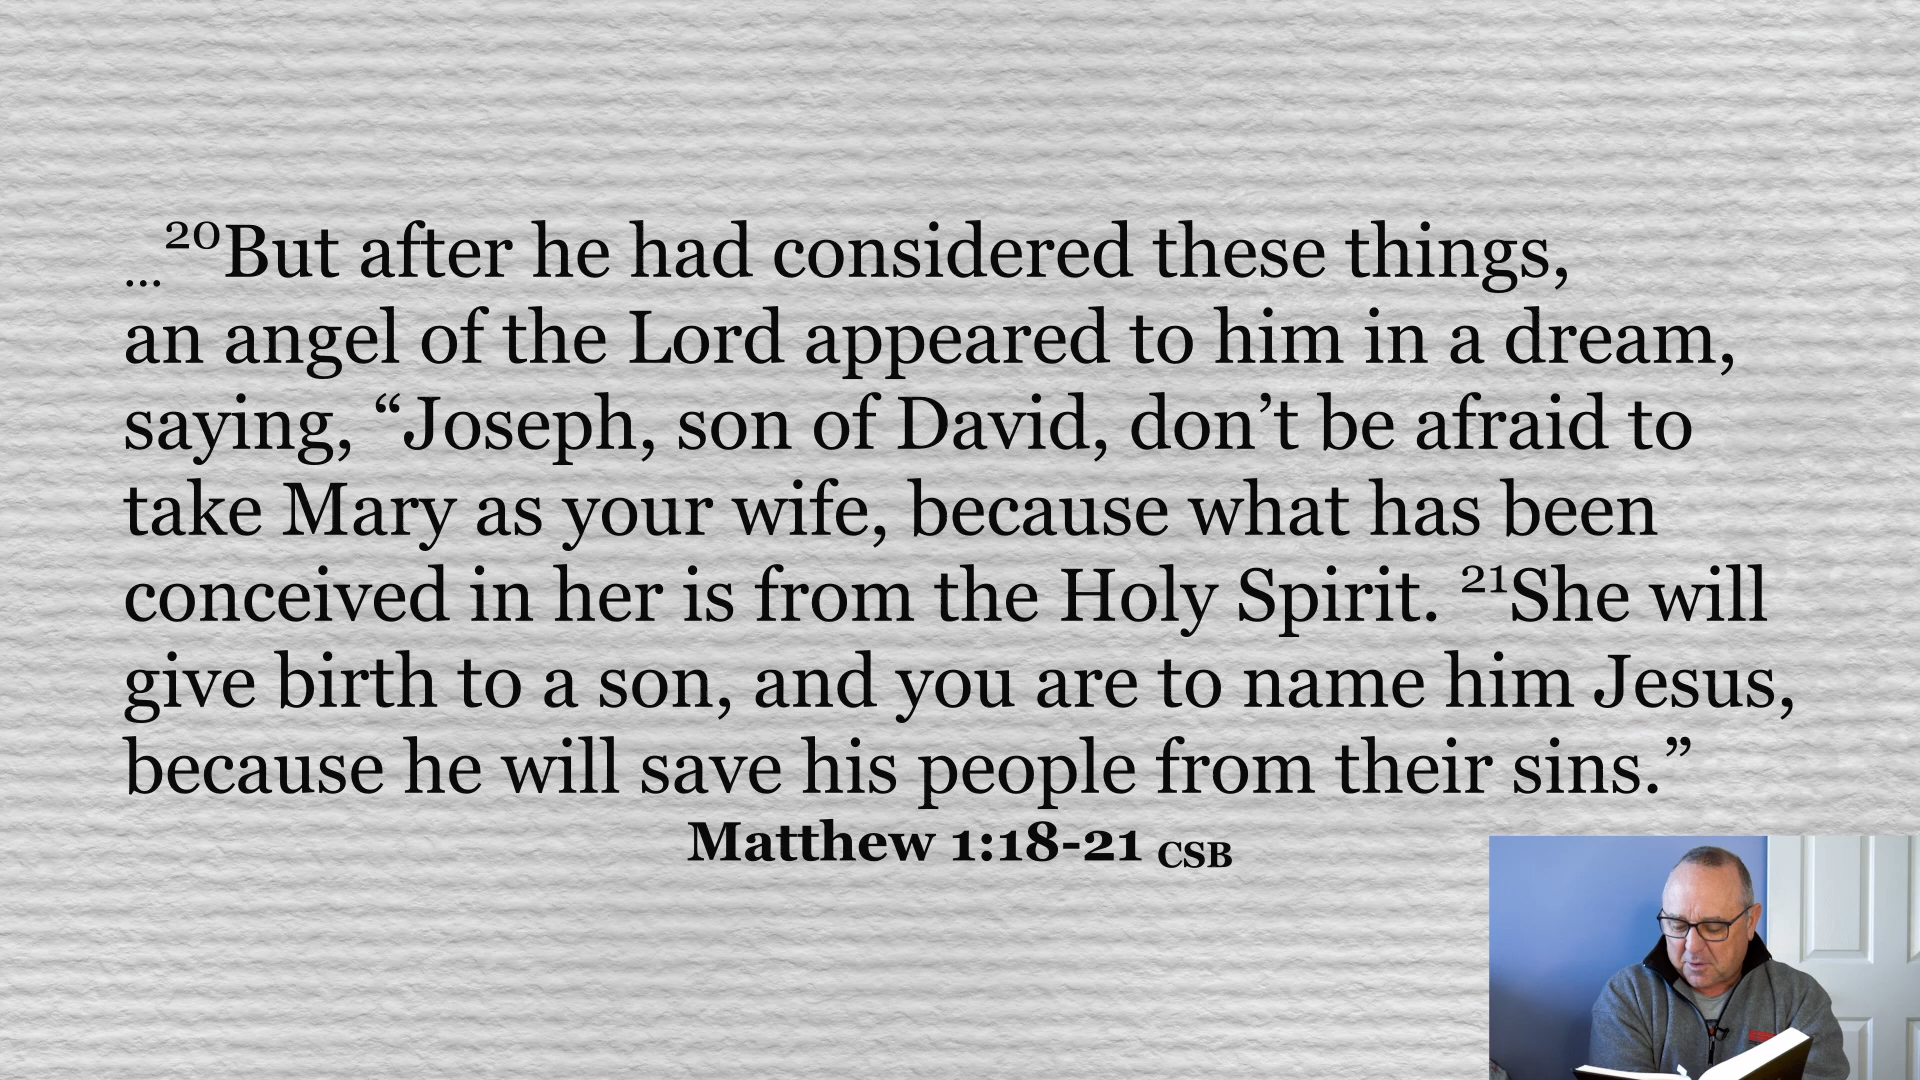 ...20But after he had considered these things,
an angel of the Lord appeared to him in a dream,
saying, “Joseph, son of David, don’t be afraid to
take Mary as your wife, because what has been
conceived in her is from the Holy Spirit. 21She will
give birth to a son, and you are to name him Jesus,
because he will save his people from their sins.”
Matthew 1:18-21 CSB